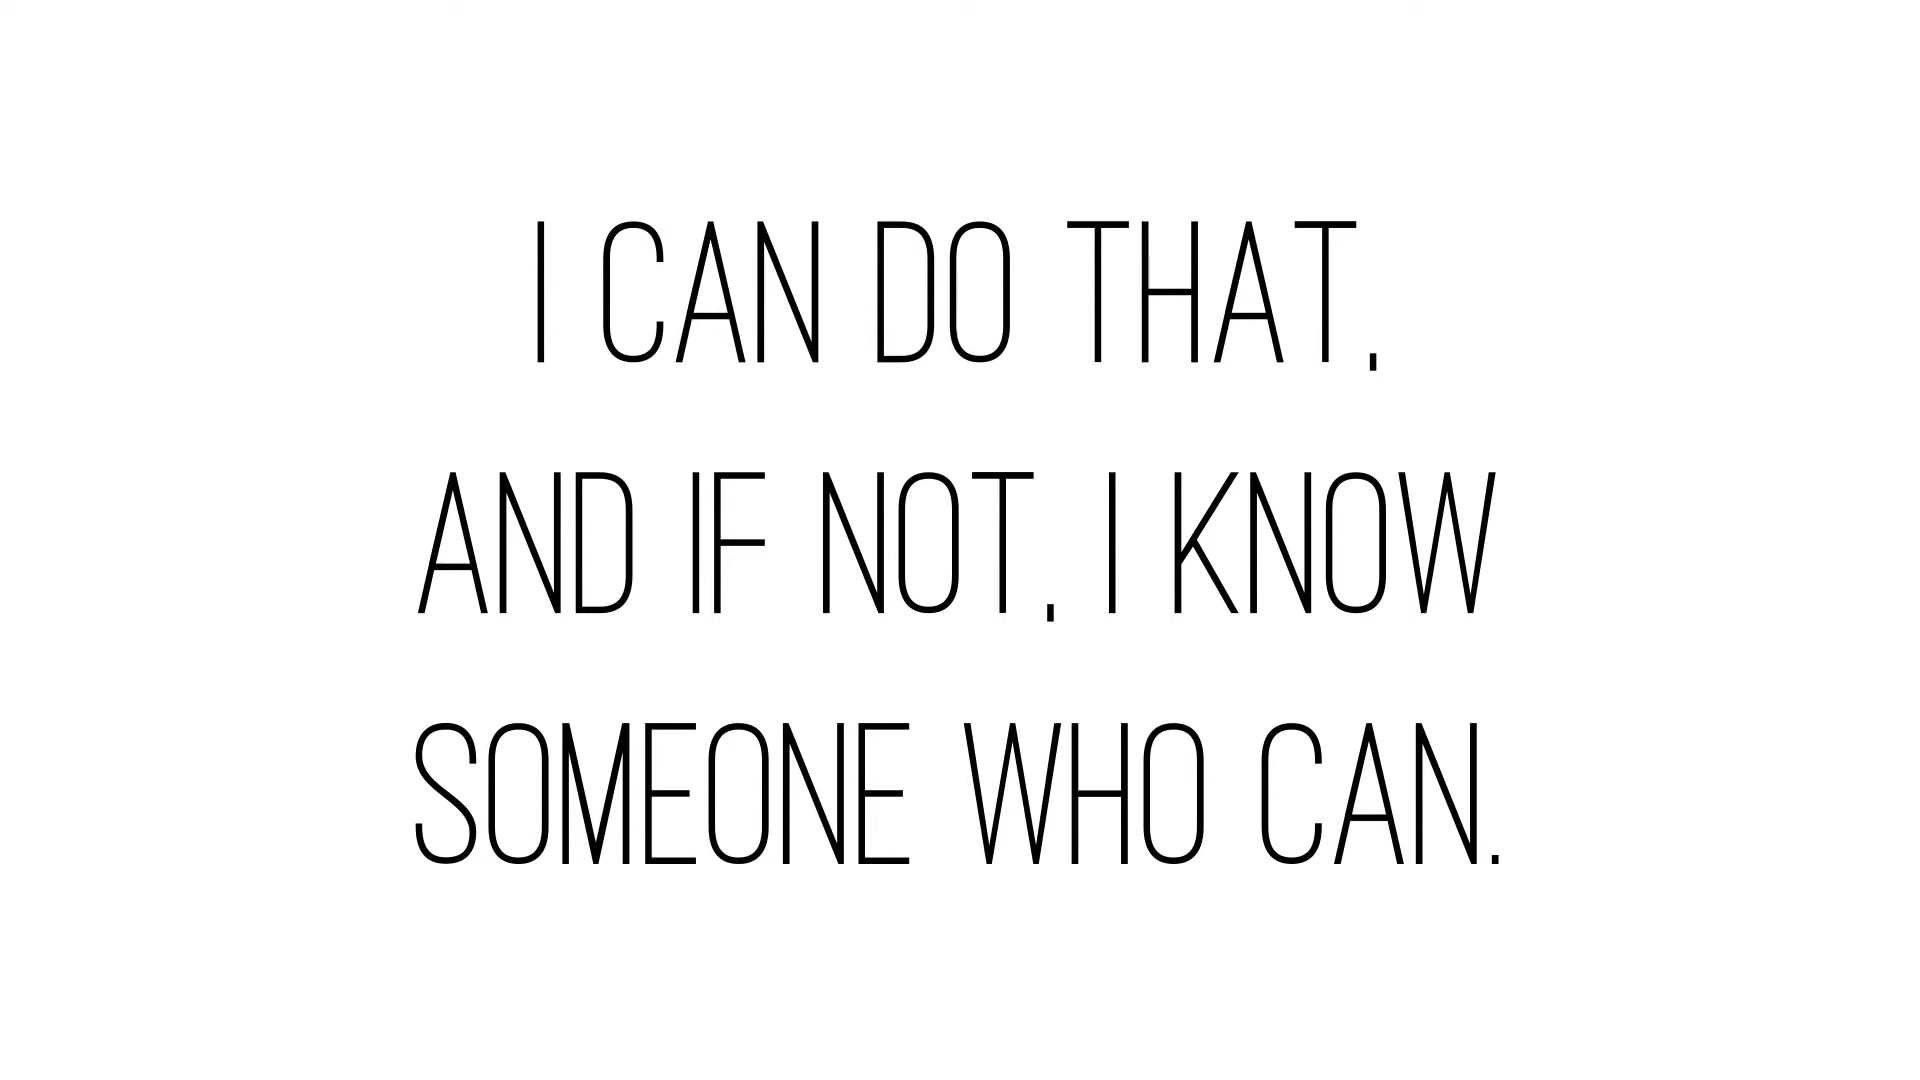 I CAN DO THAT,
AND IF NOT, I KNOW
SOMEONE WHO CAN.